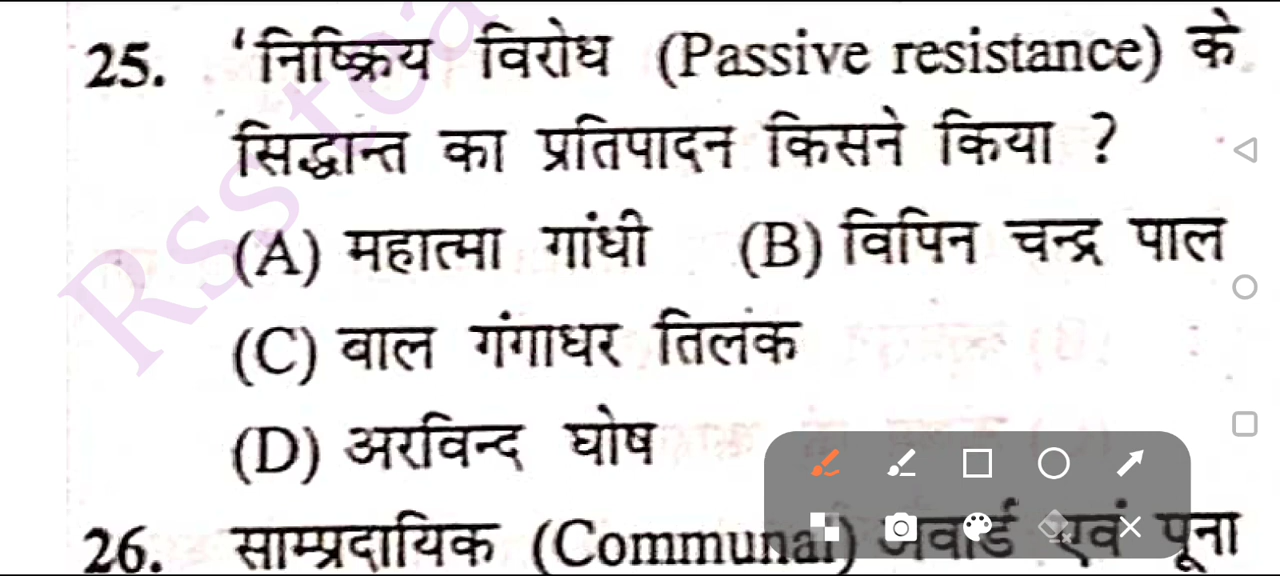 25. 'निष्क्रिय विरोध (Passive resistance) के
सिद्धान्त का प्रतिपादन किसने किया ?
(A) महात्मा गांधी (B) विपिन चन्द्र पाल
(C) वाल गंगाधर तिलक
(D) अरविन्द घोष
26. साम्प्रदायिक (Communal) अवार्ड एवं पूना